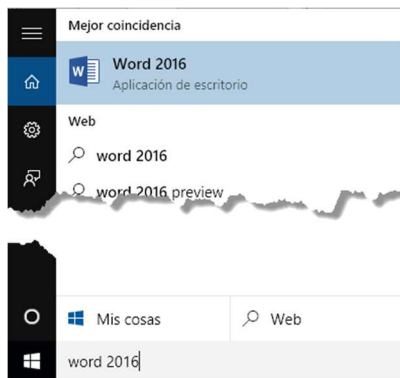 Mejor coincidencia
Word 2016
Aplicación de escritorio
Web
word 2016
word 2016 preview
Mis cosas
Web
word 2016